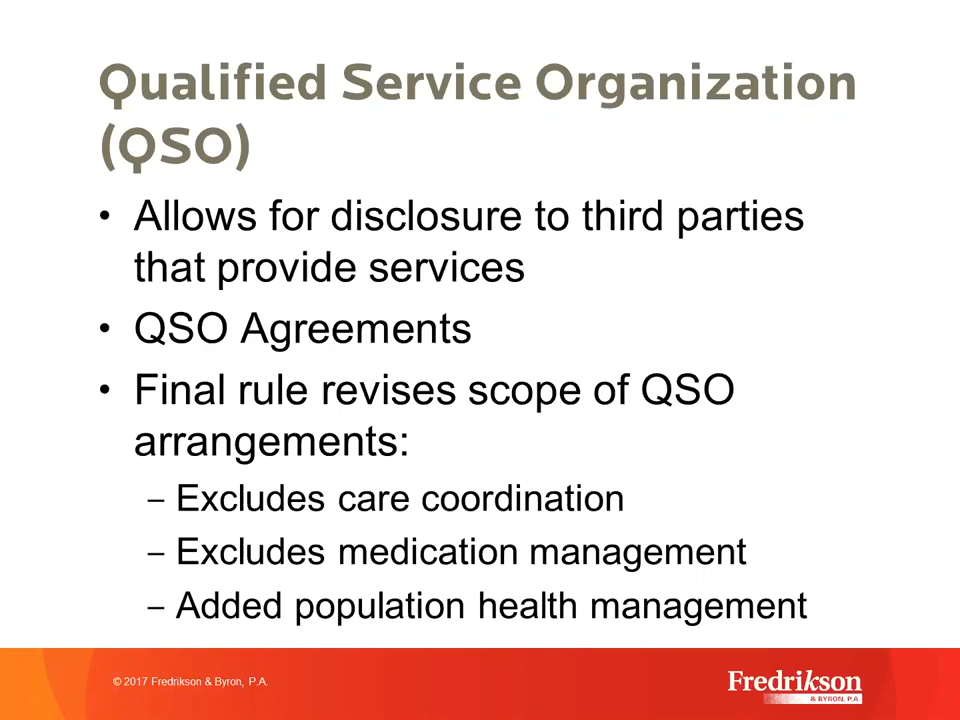 Qualified Service Organization
(QSO)
• Allows for disclosure to third parties
that provide services
• QSO Agreements
• Final rule revises scope of QSO
arrangements:
– Excludes care coordination
– Excludes medication management
– Added population health management
© 2017 Fredrikson & Byron, P.A.
Fredrikson
& BYRON, P.A.